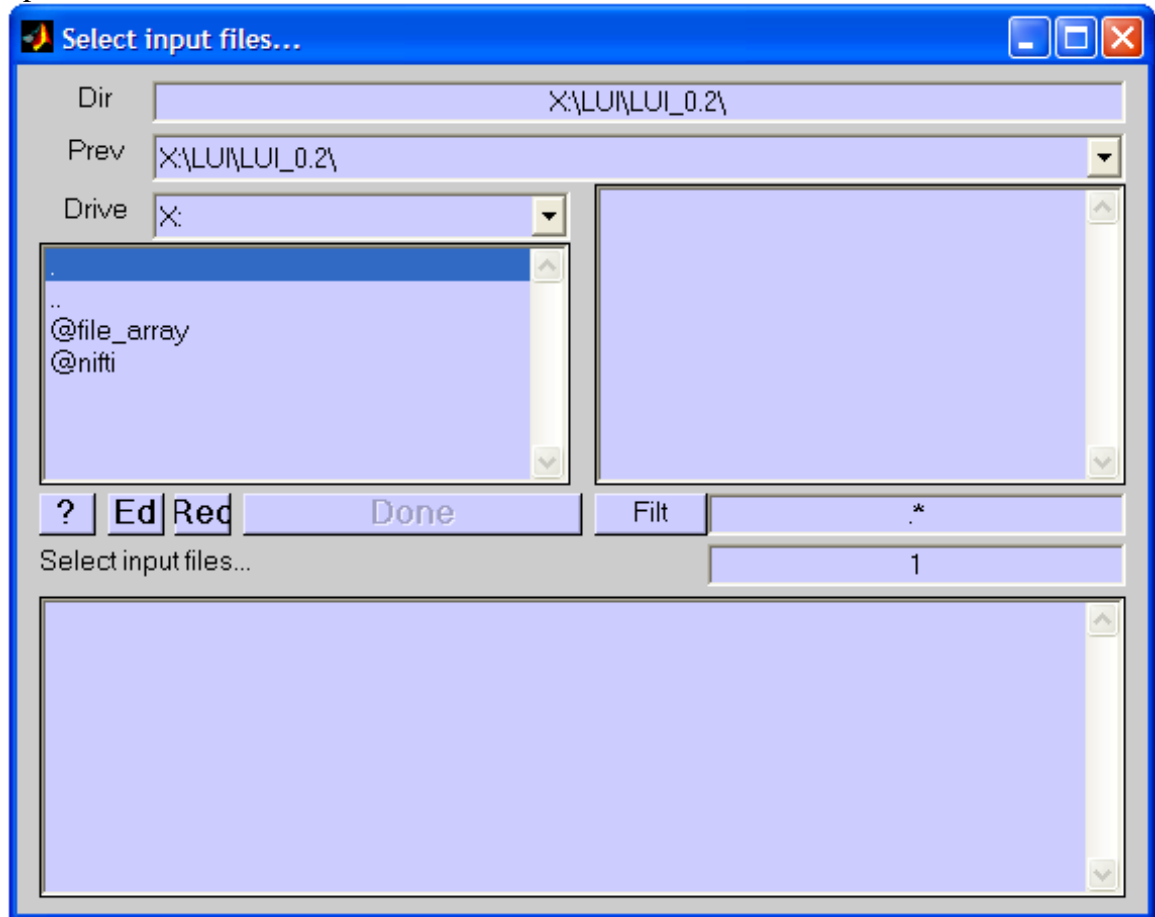 Select input files...
Dir X:\LUI\LUI_0.2\
Prev X:\LUI\LUI_0.2\
Drive X:
.
..
@file_array
@nifti
? Ed Rec Done Filt .*
Select input files... 1